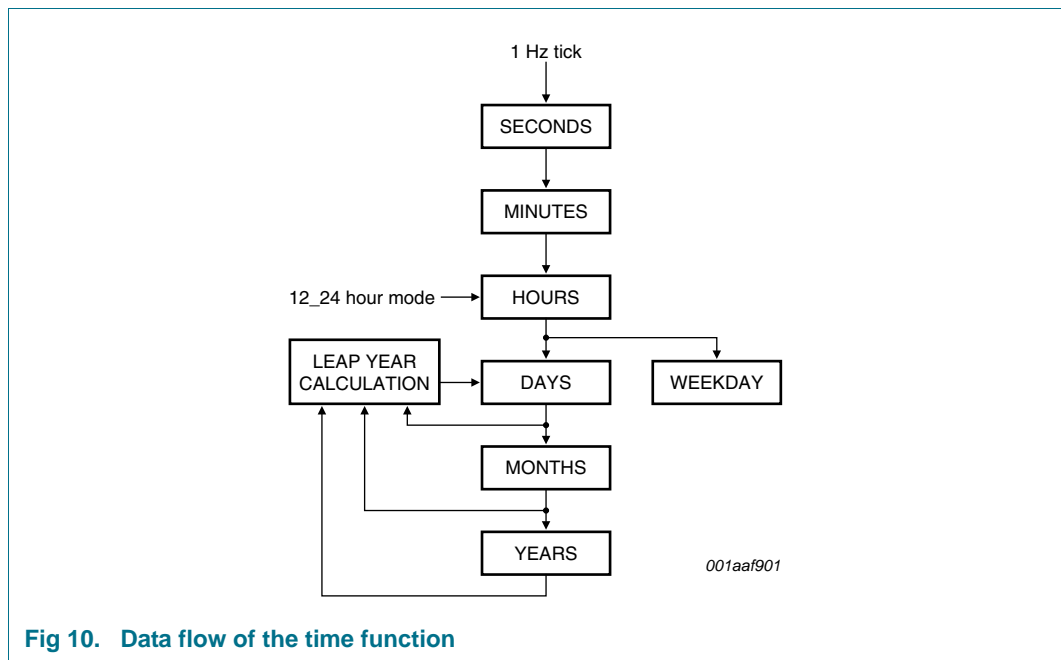 1 Hz tick
SECONDS
MINUTES
12_24 hour mode
HOURS
LEAP YEAR
CALCULATION
DAYS
WEEKDAY
MONTHS
YEARS
001aaf901
Fig 10. Data flow of the time function